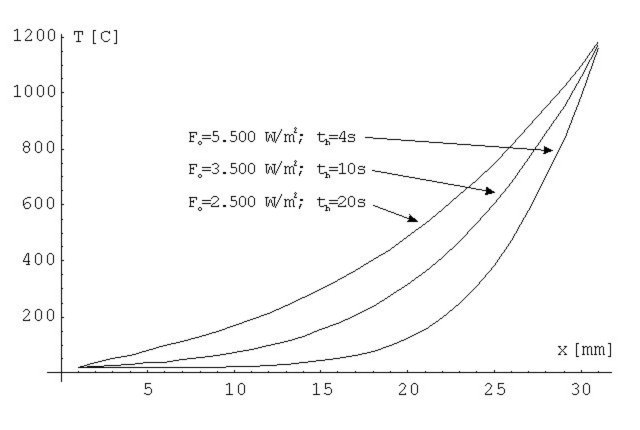 1200 T [C]
1000
F₀=5.500 W/m²; tₕ=4s
800
F₀=3.500 W/m²; tₕ=10s
600
F₀=2.500 W/m²; tₕ=20s
400
200
x [mm]
5 10 15 20 25 30